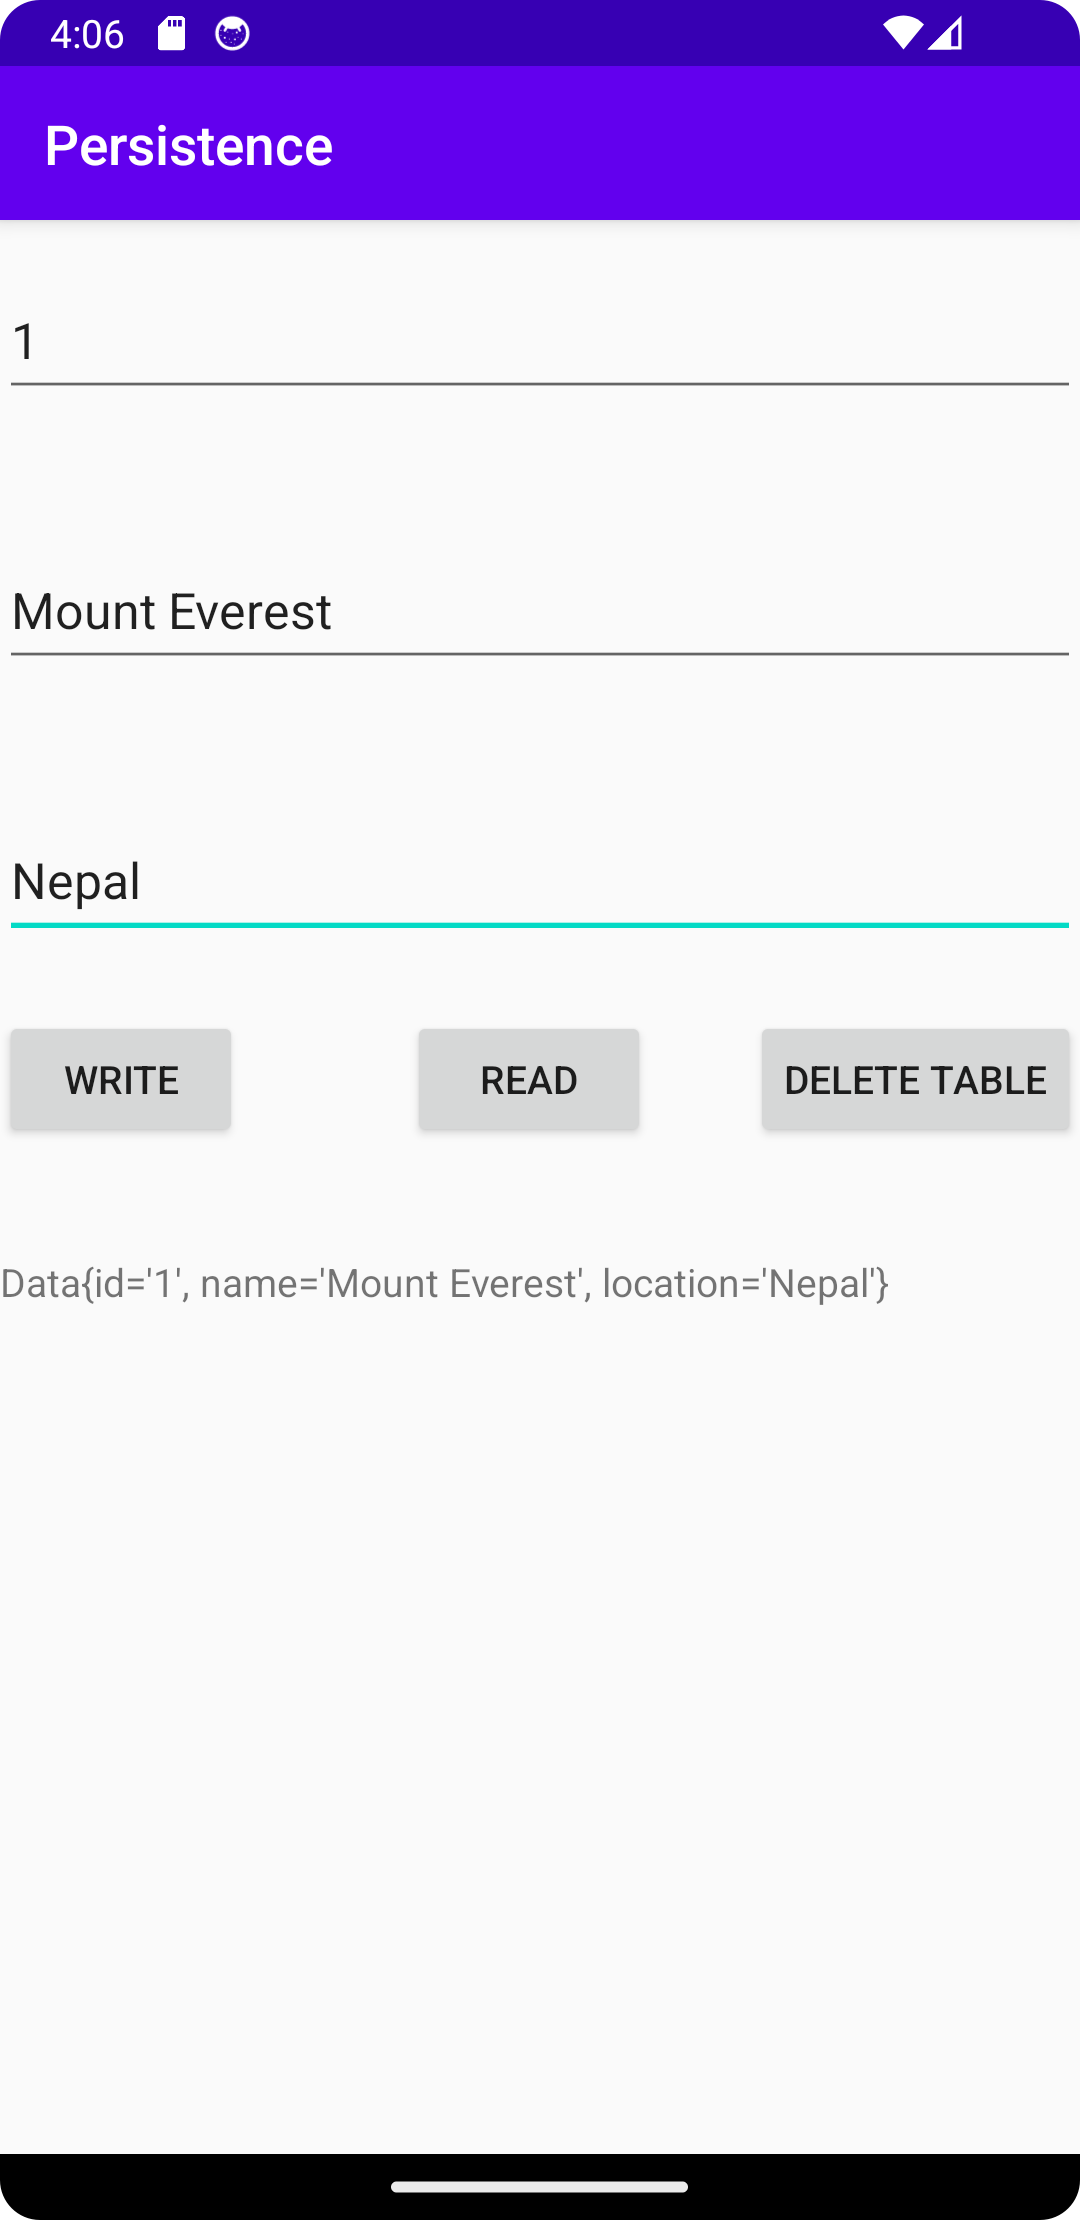 4:06
Persistence
1
Mount Everest
Nepal
WRITE READ DELETE TABLE
Data{id='1', name='Mount Everest', location='Nepal'}